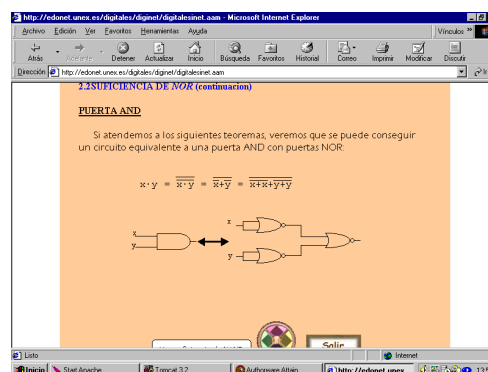 http://edonet.unex.es/digitales/diginet/digitalesinet.aam - Microsoft Internet Explorer
Archivo Edición Ver Favoritos Herramientas Ayuda Vínculos »
Atrás Adelante Detener Actualizar Inicio Búsqueda Favoritos Historial Correo Imprimir Modificar Discutir
Dirección http://edonet.unex.es/digitales/diginet/digitalesinet.aam
2.2SUFICIENCIA DE NOR (continuacion)
PUERTA AND
Si atendemos a los siguientes teoremas, veremos que se puede conseguir
un circuito equivalente a una puerta AND con puertas NOR:
x·y = x·y = x+y = x+x+y+y
x
x
y
y
Salir
Listo Internet
Inicio Start Apache Tomcat 3.2 Authorware Attain http://edonet.unex